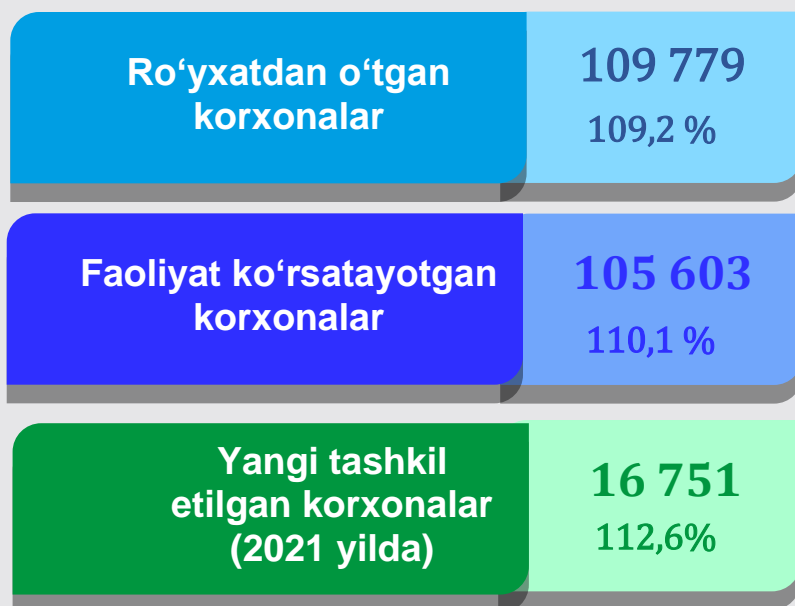 Ro‘yxatdan o‘tgan
korxonalar
109 779
109,2 %
Faoliyat ko‘rsatayotgan
korxonalar
105 603
110,1 %
Yangi tashkil
etilgan korxonalar
(2021 yilda)
16 751
112,6%